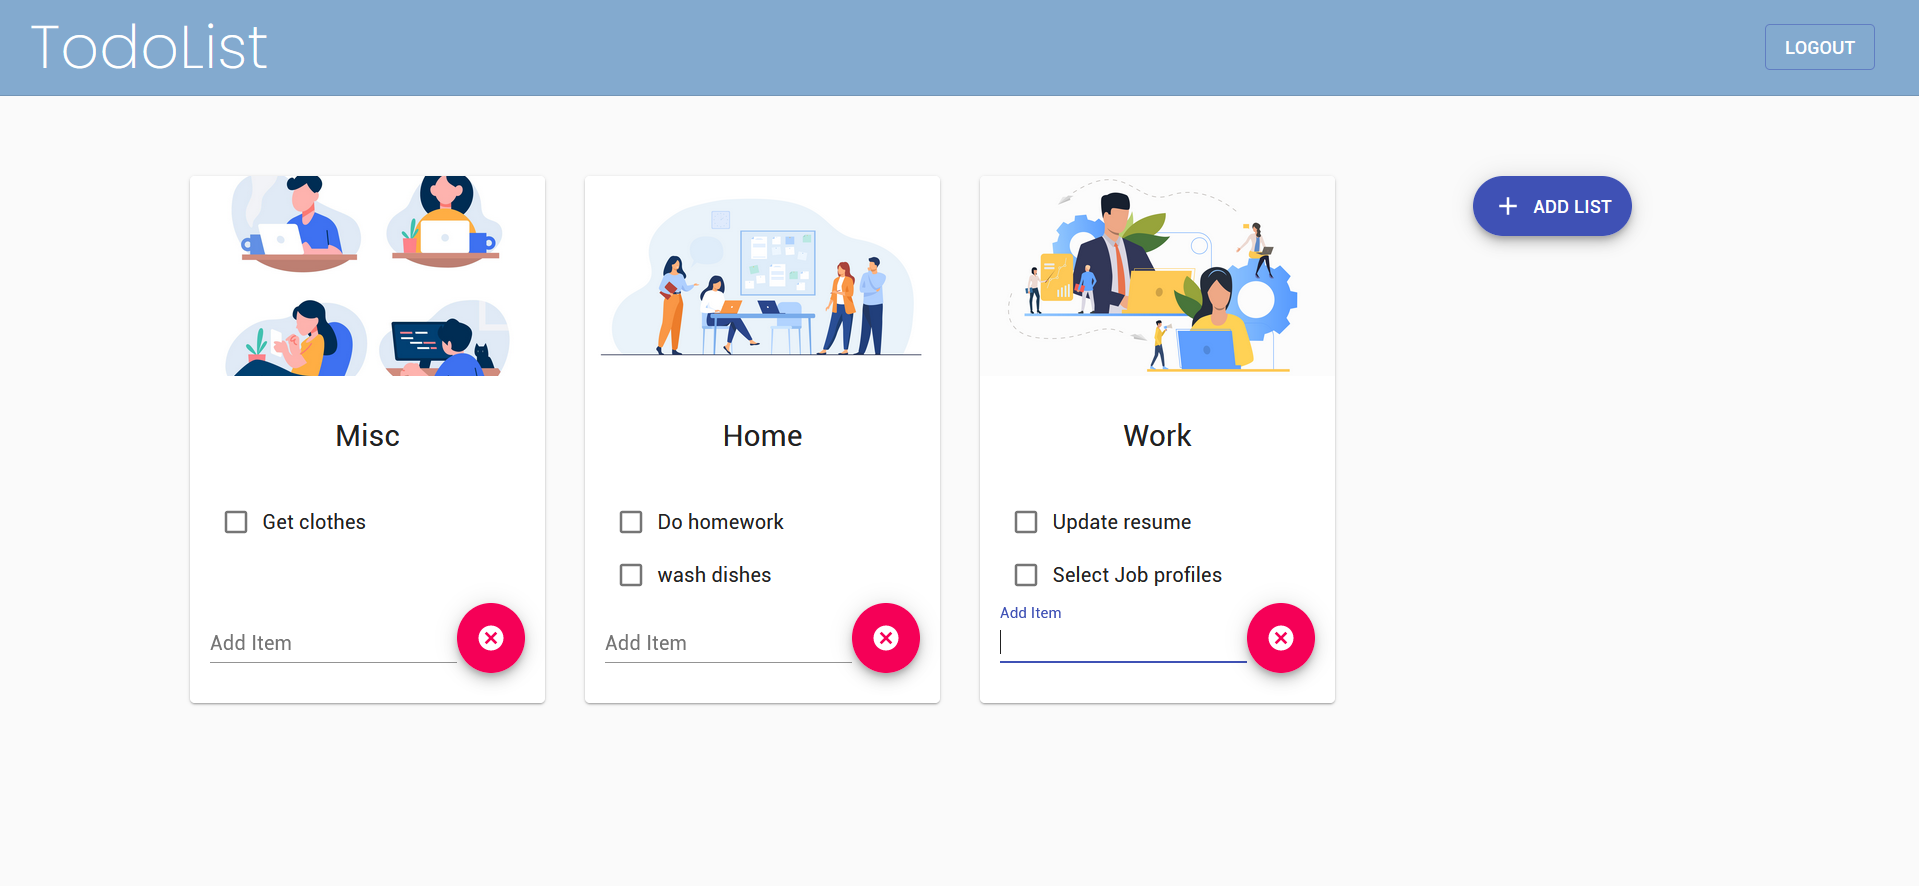 TodoList
LOGOUT
ADD LIST
Misc
Get clothes
Add Item
Home
Do homework
wash dishes
Add Item
Work
Update resume
Select Job profiles
Add Item